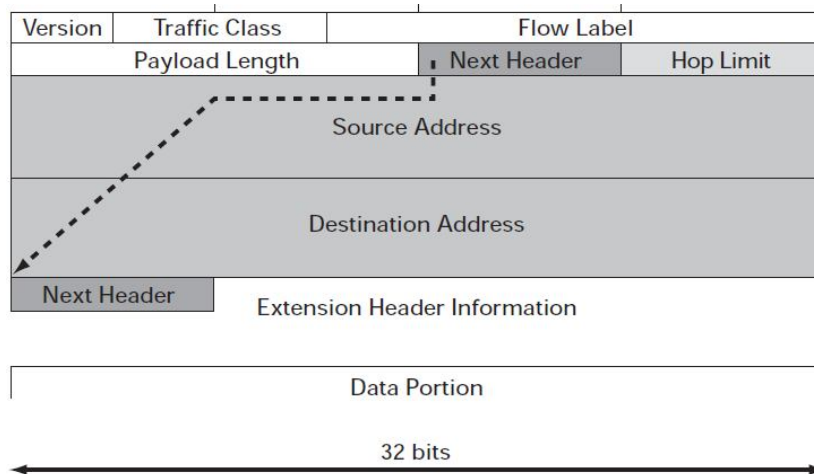 Version Traffic Class Flow Label
Payload Length Next Header Hop Limit
Source Address
Destination Address
Next Header
Extension Header Information
Data Portion
32 bits